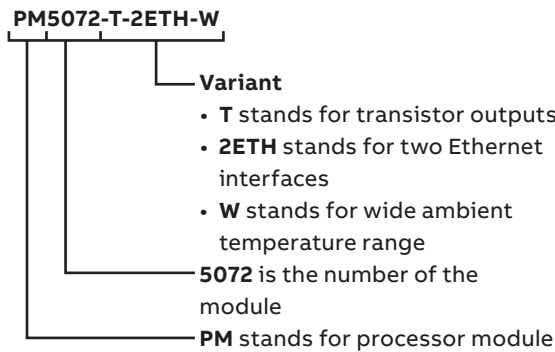 PM5072-T-2ETH-W
Variant
• T stands for transistor outputs
• 2ETH stands for two Ethernet
interfaces
• W stands for wide ambient
temperature range
5072 is the number of the
module
PM stands for processor module